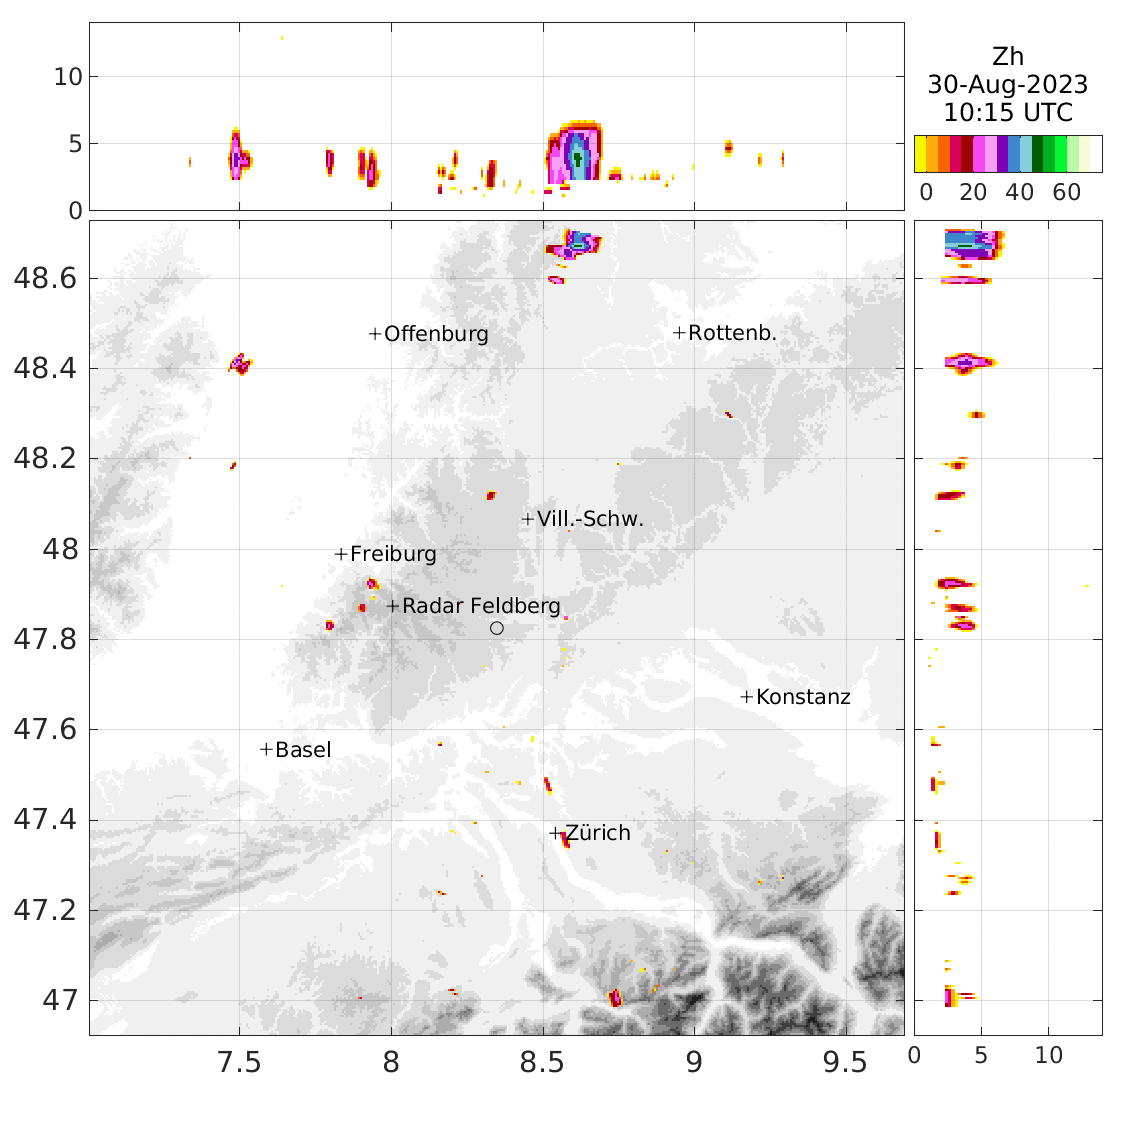 10
5
0
Zh
30-Aug-2023
10:15 UTC
0 20 40 60
48.6
48.4
48.2
48
47.8
47.6
47.4
47.2
47
Offenburg
Rottenb.
Vill.-Schw.
Freiburg
Radar Feldberg
Konstanz
Basel
Zürich
7.5 8 8.5 9 9.5
0 5 10